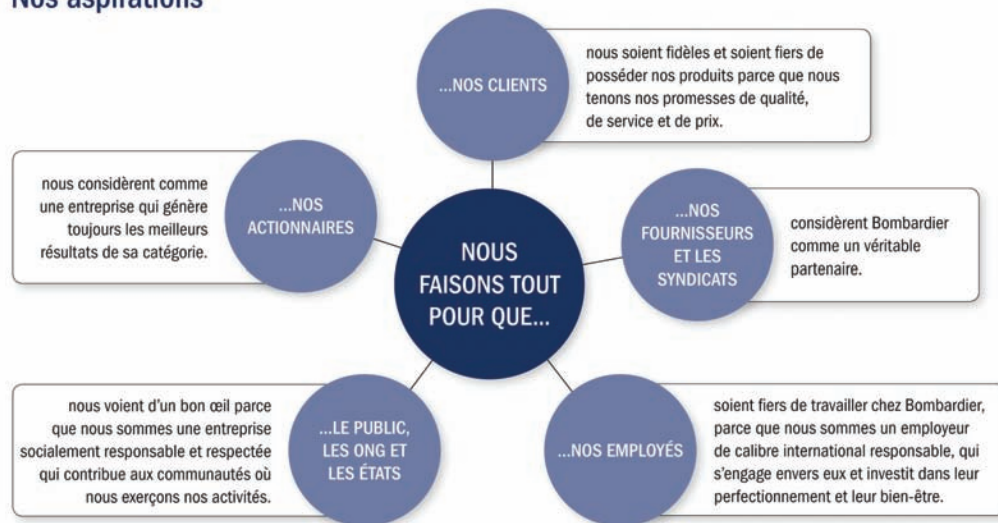 Nos aspirations
...NOS CLIENTS
nous soient fidèles et soient fiers de
posséder nos produits parce que nous
tenons nos promesses de qualité,
de service et de prix.
nous considèrent comme
une entreprise qui génère
toujours les meilleurs
résultats de sa catégorie.
...NOS
ACTIONNAIRES
...NOS
FOURNISSEURS
ET LES
SYNDICATS
considèrent Bombardier
comme un véritable
partenaire.
NOUS
FAISONS TOUT
POUR QUE...
nous voient d'un bon œil parce
que nous sommes une entreprise
socialement responsable et respectée
qui contribue aux communautés où
nous exerçons nos activités.
...LE PUBLIC,
LES ONG ET
LES ÉTATS
...NOS EMPLOYÉS
soient fiers de travailler chez Bombardier,
parce que nous sommes un employeur
de calibre international responsable, qui
s'engage envers eux et investit dans leur
perfectionnement et leur bien-être.